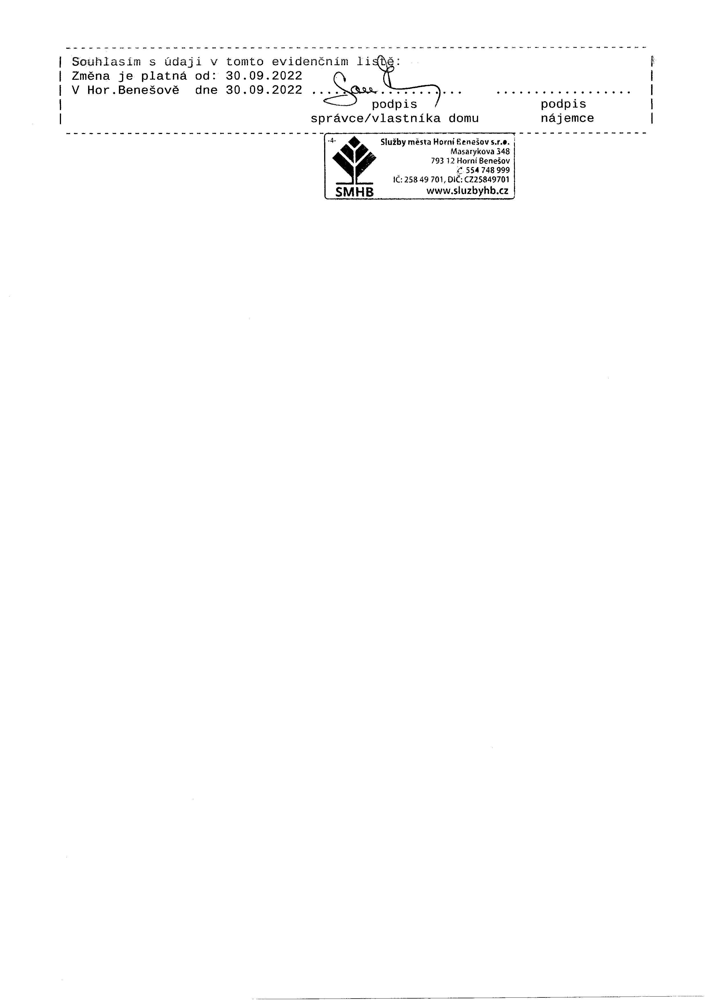 Souhlasím s údaji v tomto evidenčním listě:
Změna je platná od: 30.09.2022
V Hor.Benešově dne 30.09.2022 ..................... ..................
podpis podpis
správce/vlastníka domu nájemce
-4-
Služby města Horní Benešov s.r.o.
Masarykova 348
793 12 Horní Benešov
✆ 554 748 999
IČ: 258 49 701, DIČ: CZ25849701
SMHB www.sluzbyhb.cz